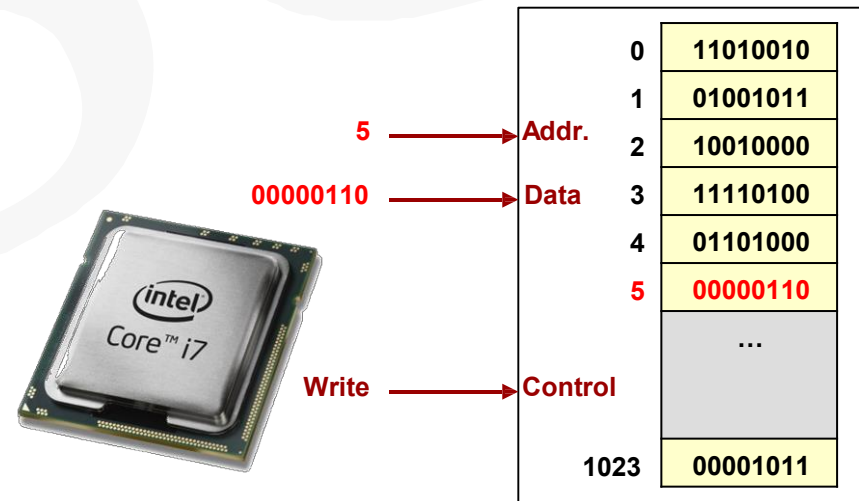 0 11010010
1 01001011
5 Addr.
2 10010000
00000110 Data 3 11110100
4 01101000
5 00000110
intel
Core™ i7
...
Write Control
1023 00001011